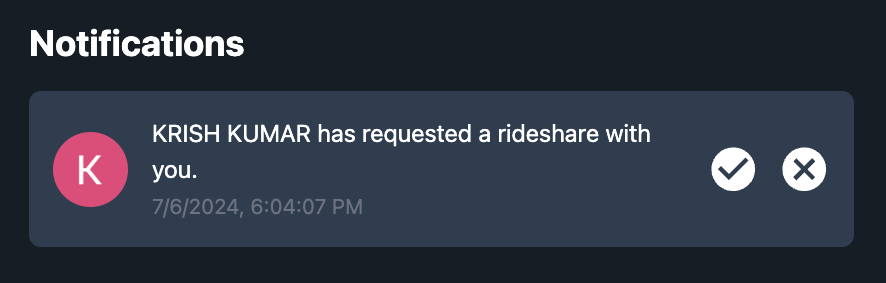 Notifications
K
KRISH KUMAR has requested a rideshare with
you.
7/6/2024, 6:04:07 PM